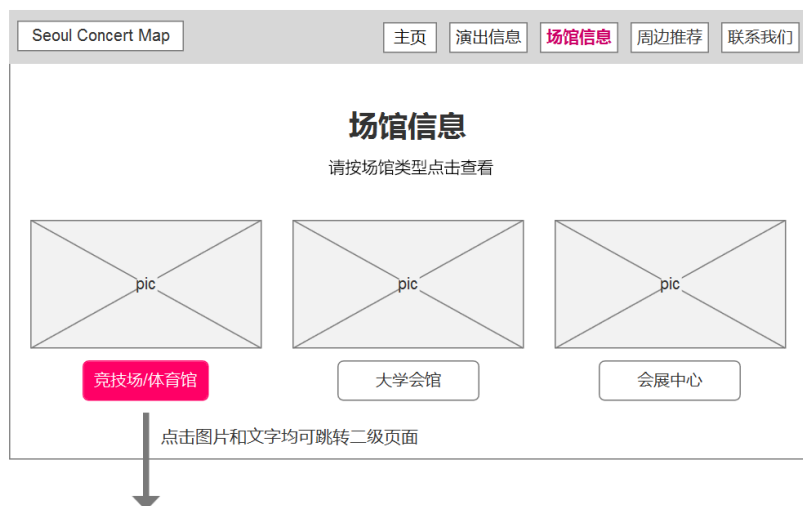 Seoul Concert Map
主页 演出信息 场馆信息 周边推荐 联系我们
场馆信息
请按场馆类型点击查看
pic pic pic
竞技场/体育馆 大学会馆 会展中心
点击图片和文字均可跳转二级页面